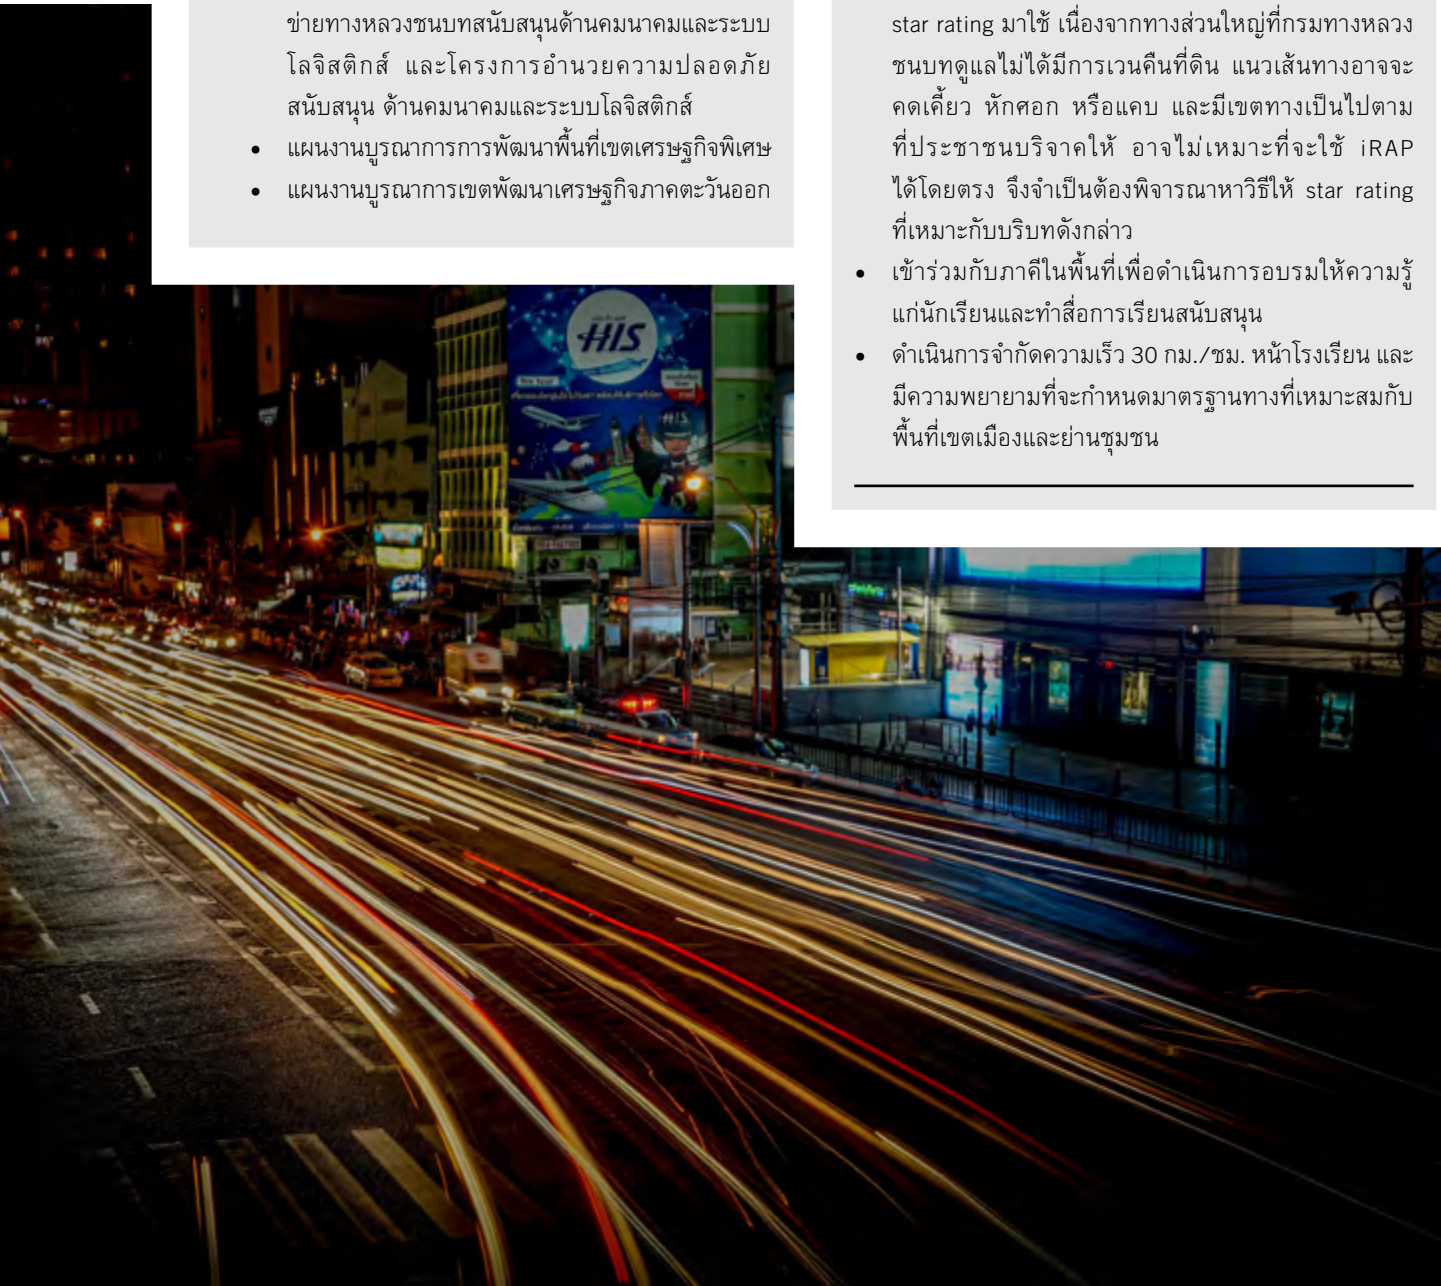 ข่ายทางหลวงชนบทสนับสนุนด้านคมนาคมและระบบ
โลจิสติกส์ และโครงการอำนวยความปลอดภัย
สนับสนุน ด้านคมนาคมและระบบโลจิสติกส์
• แผนงานบูรณาการการพัฒนาพื้นที่เขตเศรษฐกิจพิเศษ
• แผนงานบูรณาการเขตพัฒนาเศรษฐกิจภาคตะวันออก
star rating มาใช้ เนื่องจากทางส่วนใหญ่ที่กรมทางหลวง
ชนบทดูแลไม่ได้มีการเวนคืนที่ดิน แนวเส้นทางอาจจะ
คดเคี้ยว หักศอก หรือแคบ และมีเขตทางเป็นไปตาม
ที่ประชาชนบริจาคให้ อาจไม่เหมาะที่จะใช้ iRAP
ได้โดยตรง จึงจำเป็นต้องพิจารณาหาวิธีให้ star rating
ที่เหมาะกับบริบทดังกล่าว
• เข้าร่วมกับภาคีในพื้นที่เพื่อดำเนินการอบรมให้ความรู้
แก่นักเรียนและทำสื่อการเรียนสนับสนุน
• ดำเนินการจำกัดความเร็ว 30 กม./ชม. หน้าโรงเรียน และ
มีความพยายามที่จะกำหนดมาตรฐานทางที่เหมาะสมกับ
พื้นที่เขตเมืองและย่านชุมชน
HIS